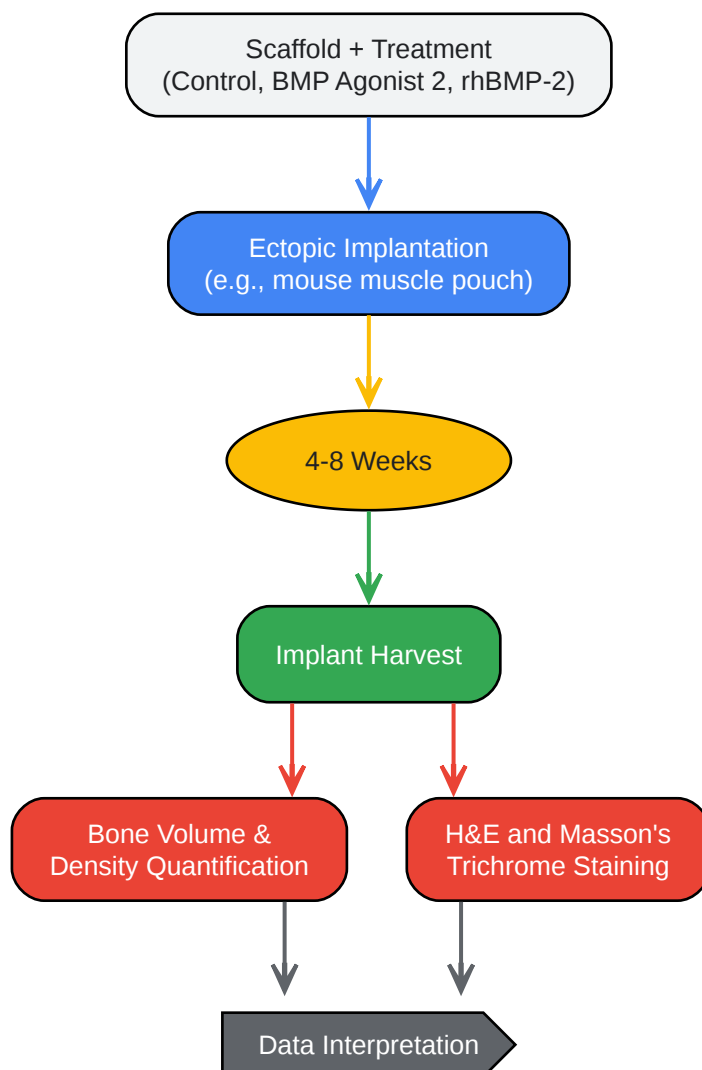 Scaffold + Treatment
(Control, BMP Agonist 2, rhBMP-2)
Ectopic Implantation
(e.g., mouse muscle pouch)
4-8 Weeks
Implant Harvest
Bone Volume &
Density Quantification
H&E and Masson's
Trichrome Staining
Data Interpretation